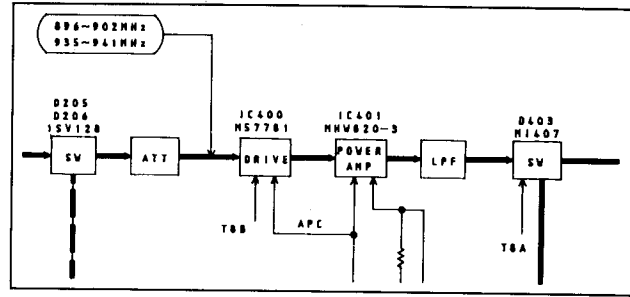 896~902MHz
935~941MHz
D205
D206
1SV128
SW
ATT
IC400
M57781
DRIVE
IC401
MHW820-3
POWER
AMP
LPF
D403
MI407
SW
T8B
APC
T8A